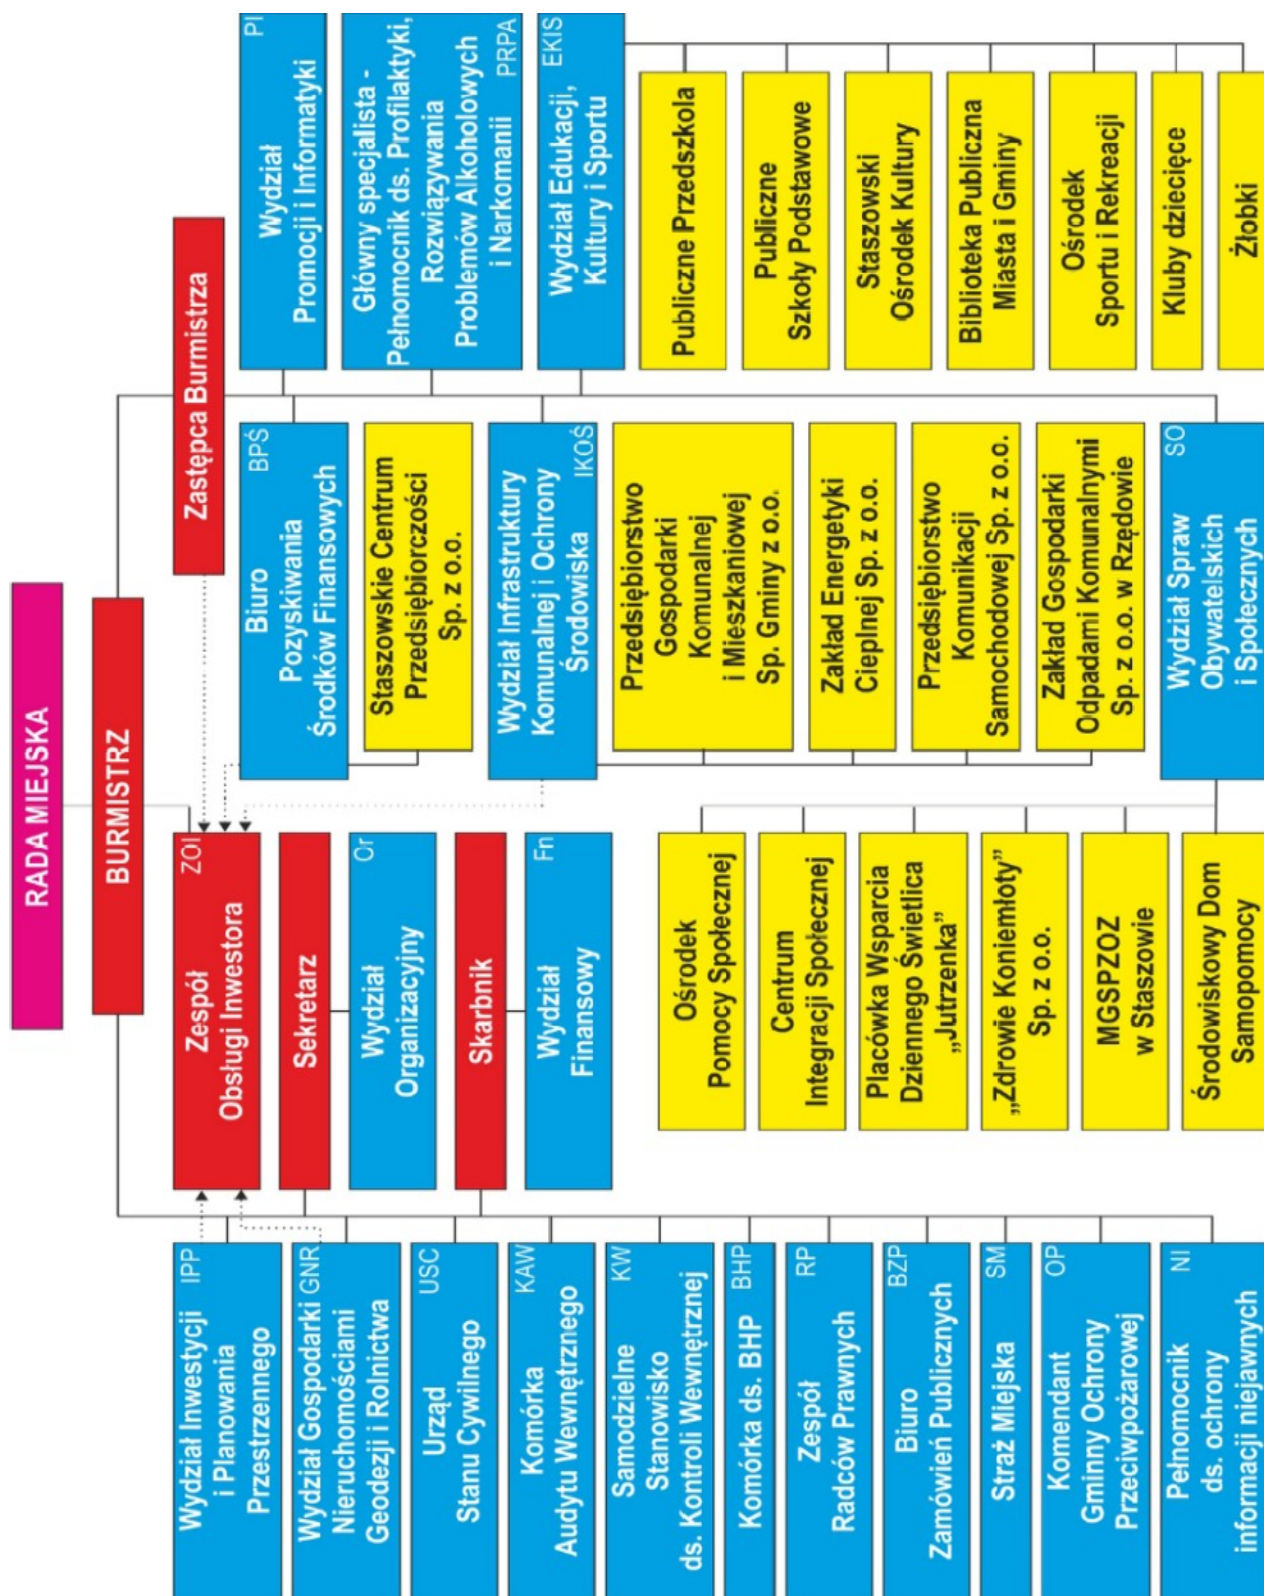 RADA MIEJSKA
BURMISTRZ
Zastępca Burmistrza
Zespół
Obsługi Inwestora
ZOI
Sekretarz
Wydział
Organizacyjny
Or
Skarbnik
Wydział
Finansowy
Fn
Wydział Inwestycji
i Planowania
Przestrzennego
IPP
Wydział Gospodarki
Nieruchomościami
Geodezji i Rolnictwa
GNR
Urząd
Stanu Cywilnego
USC
Komórka
Audytu Wewnętrznego
KAW
Samodzielne
Stanowisko
ds. Kontroli Wewnętrznej
KW
Komórka ds. BHP
BHP
Zespół
Radców Prawnych
RP
Biuro
Zamówień Publicznych
BZP
Straż Miejska
SM
Komendant
Gminny Ochrony
Przeciwpożarowej
OP
Pełnomocnik
ds. ochrony
informacji niejawnych
NI
Biuro
Pozyskiwania
Środków Finansowych
BPŚ
Staszowskie Centrum
Przedsiębiorczości
Sp. z o.o.
Wydział Infrastruktury
Komunalnej i Ochrony
Środowiska
IKOŚ
Przedsiębiorstwo
Gospodarki
Komunalnej
i Mieszkaniowej
Sp. Gminy z o.o.
Zakład Energetyki
Cieplnej Sp. z o.o.
Przedsiębiorstwo
Komunikacji
Samochodowej Sp. z o.o.
Zakład Gospodarki
Odpadami Komunalnymi
Sp. z o.o. w Rzędowie
Wydział Spraw
Obywatelskich
i Społecznych
SO
Ośrodek
Pomocy Społecznej
Centrum
Integracji Społecznej
Placówka Wsparcia
Dziennego Świetlica
„Jutrzenka”
„Zdrowie Koniemłoty”
Sp. z o.o.
MGSPZOZ
w Staszowie
Środowiskowy Dom
Samopomocy
Wydział
Promocji i Informatyki
PI
Główny specjalista -
Pełnomocnik ds. Profilaktyki,
Rozwiązywania
Problemów Alkoholowych
i Narkomanii
PRPA
Wydział Edukacji,
Kultury i Sportu
EKIS
Publiczne Przedszkola
Publiczne
Szkoły Podstawowe
Staszowski
Ośrodek Kultury
Biblioteka Publiczna
Miasta i Gminy
Ośrodek
Sportu i Rekreacji
Kluby dziecięce
Żłobki